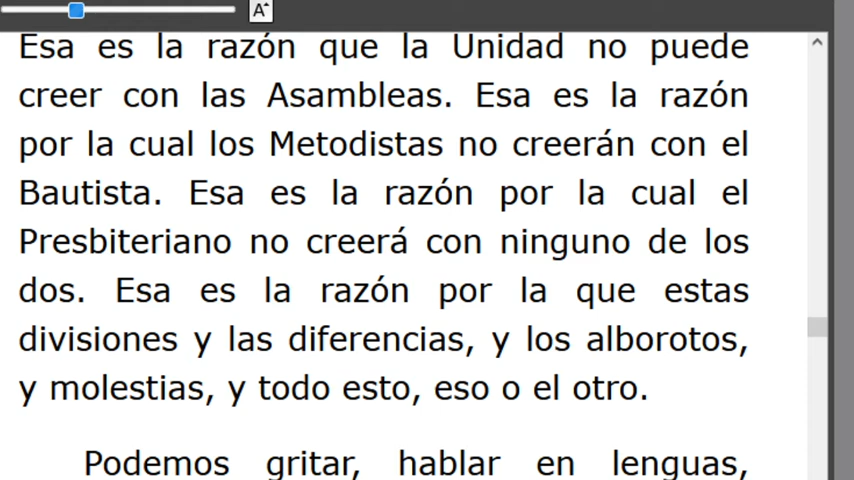 A
Esa es la razón que la Unidad no puede
creer con las Asambleas. Esa es la razón
por la cual los Metodistas no creerán con el
Bautista. Esa es la razón por la cual el
Presbiteriano no creerá con ninguno de los
dos. Esa es la razón por la que estas
divisiones y las diferencias, y los alborotos,
y molestias, y todo esto, eso o el otro.
Podemos gritar, hablar en lenguas,